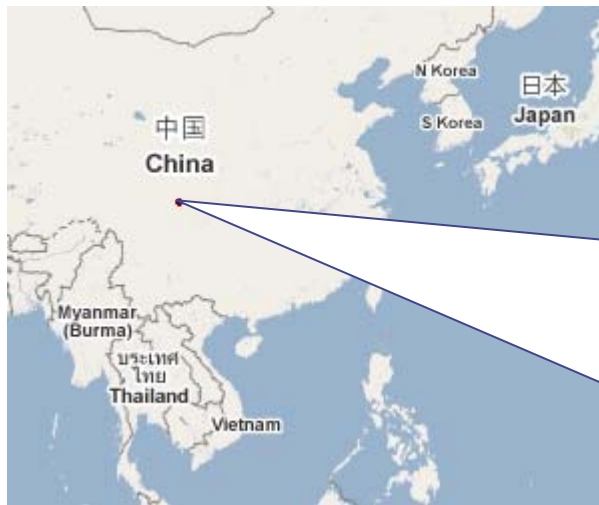 N Korea
日本
Japan
S Korea
中国
China
Myanmar
(Burma)
ประเทศ
ไทย
Thailand
Vietnam